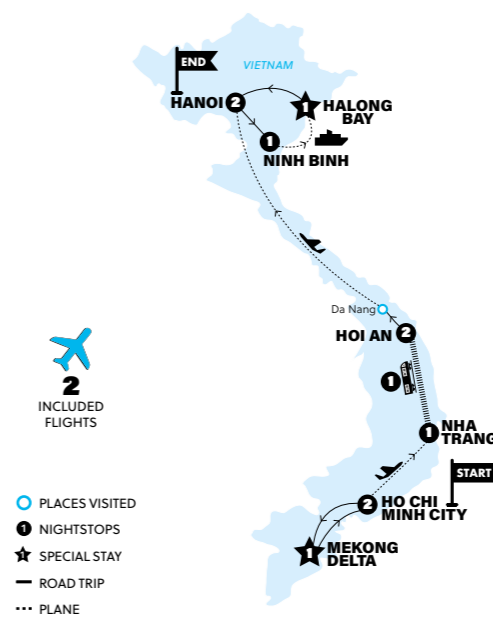 END
VIETNAM
HANOI 2
1 HALONG
BAY
1
NINH BINH
Da Nang
HOI AN 2
1
2
INCLUDED
FLIGHTS
1 NHA
TRANG
START
2 HO CHI
MINH CITY
1 MEKONG
DELTA
PLACES VISITED
1 NIGHTSTOPS
1 SPECIAL STAY
ROAD TRIP
PLANE